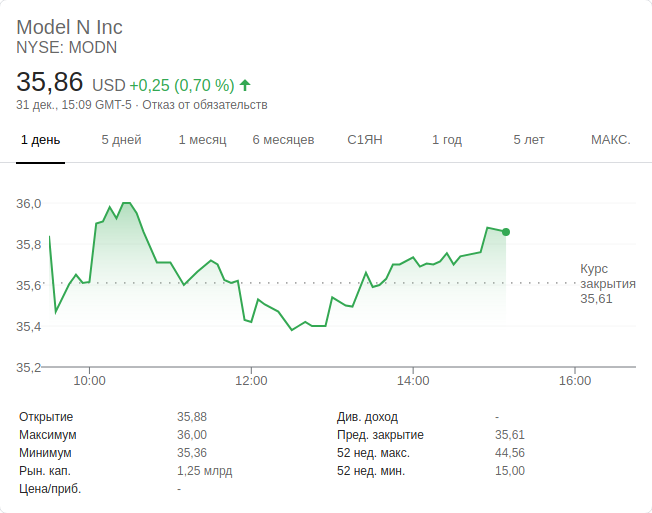 Model N Inc
NYSE: MODN
35,86 USD +0,25 (0,70 %)
31 дек., 15:09 GMT-5 · Отказ от обязательств
1 день 5 дней 1 месяц 6 месяцев С1ЯН 1 год 5 лет МАКС.
36,0
35,8
35,6
35,4
35,2
Курс
закрытия
35,61
10:00 12:00 14:00 16:00
Открытие 35,88 Див. доход -
Максимум 36,00 Пред. закрытие 35,61
Минимум 35,36 52 нед. макс. 44,56
Рын. кап. 1,25 млрд 52 нед. мин. 15,00
Цена/приб. -